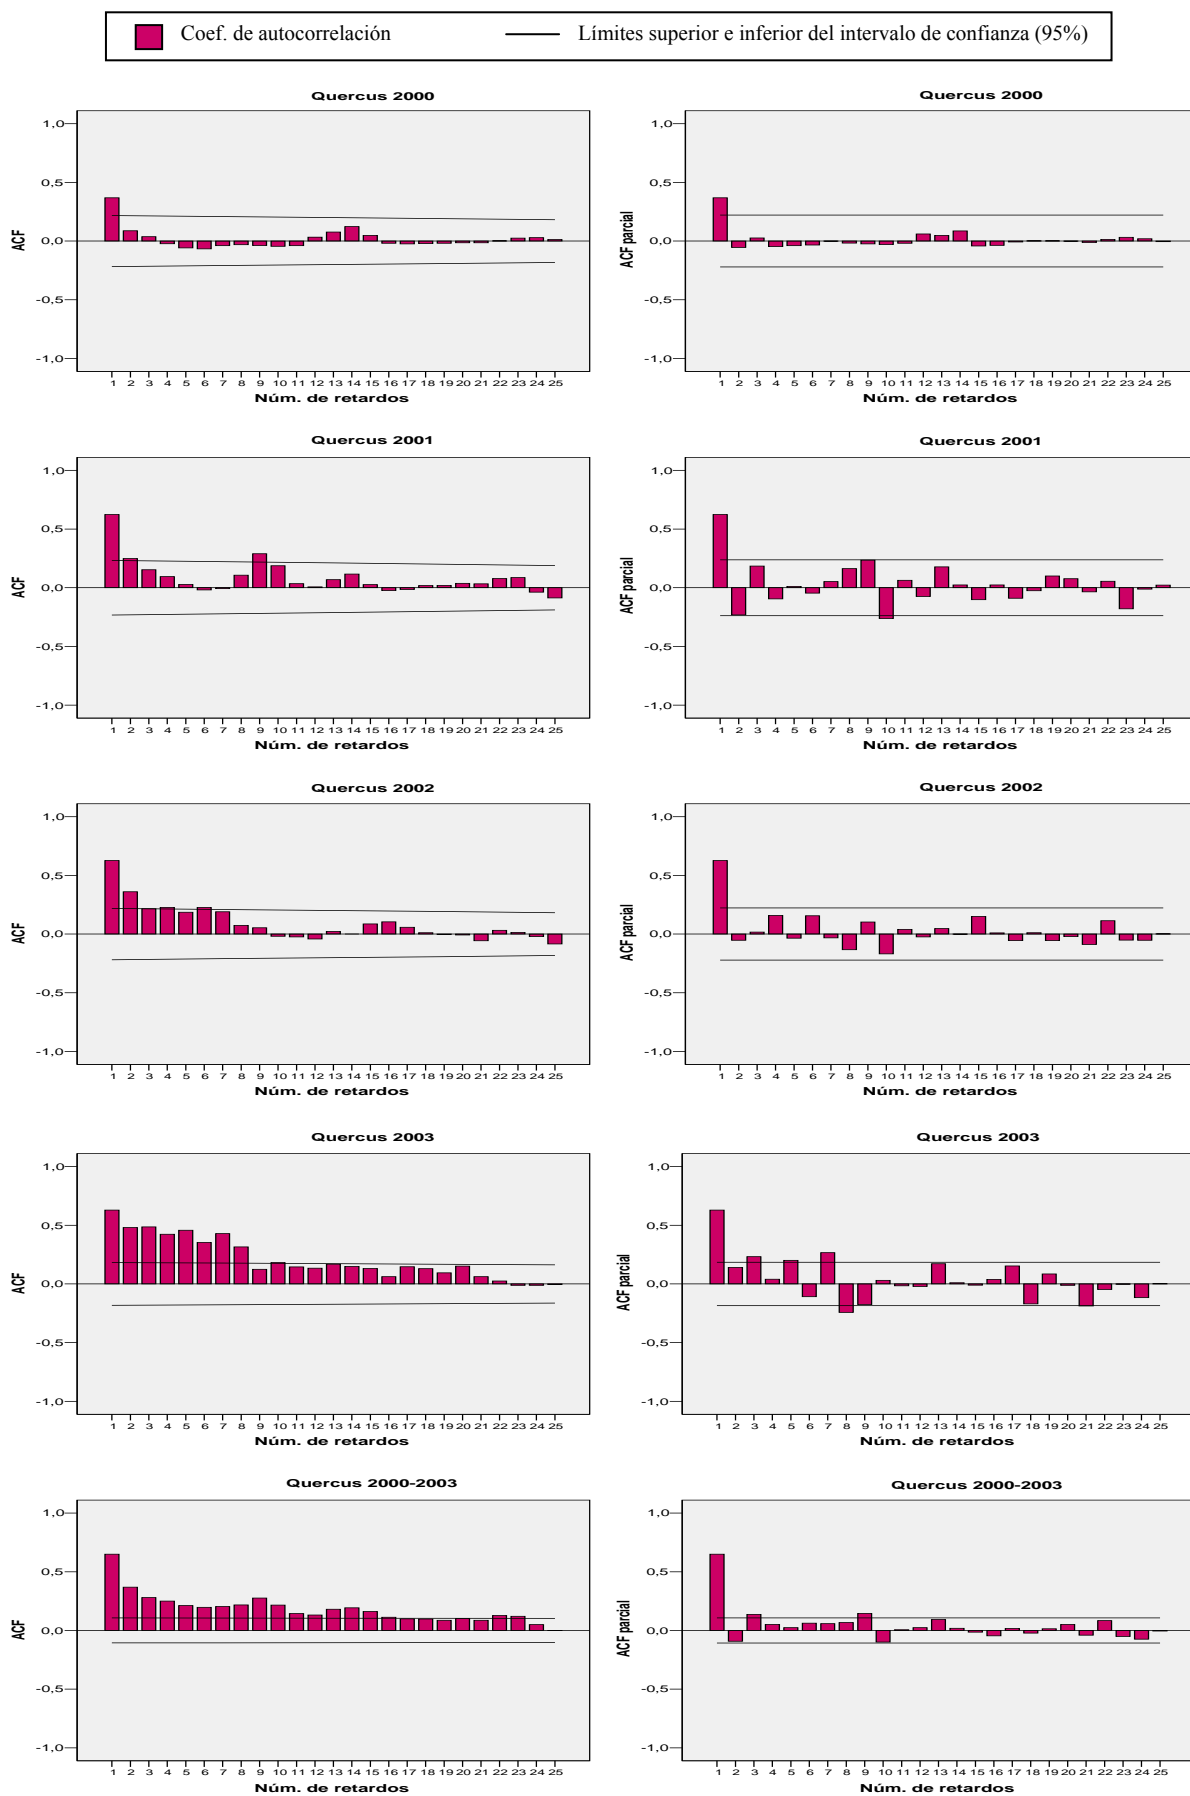 Coef. de autocorrelación
Límites superior e inferior del intervalo de confianza (95%)
Quercus 2000
1,0
0,5
0,0
-0,5
-1,0
ACF
1 2 3 4 5 6 7 8 9 10 11 12 13 14 15 16 17 18 19 20 21 22 23 24 25
Núm. de retardos
Quercus 2000
1,0
0,5
0,0
-0,5
-1,0
ACF parcial
1 2 3 4 5 6 7 8 9 10 11 12 13 14 15 16 17 18 19 20 21 22 23 24 25
Núm. de retardos
Quercus 2001
1,0
0,5
0,0
-0,5
-1,0
ACF
1 2 3 4 5 6 7 8 9 10 11 12 13 14 15 16 17 18 19 20 21 22 23 24 25
Núm. de retardos
Quercus 2001
1,0
0,5
0,0
-0,5
-1,0
ACF parcial
1 2 3 4 5 6 7 8 9 10 11 12 13 14 15 16 17 18 19 20 21 22 23 24 25
Núm. de retardos
Quercus 2002
1,0
0,5
0,0
-0,5
-1,0
ACF
1 2 3 4 5 6 7 8 9 10 11 12 13 14 15 16 17 18 19 20 21 22 23 24 25
Núm. de retardos
Quercus 2002
1,0
0,5
0,0
-0,5
-1,0
ACF parcial
1 2 3 4 5 6 7 8 9 10 11 12 13 14 15 16 17 18 19 20 21 22 23 24 25
Núm. de retardos
Quercus 2003
1,0
0,5
0,0
-0,5
-1,0
ACF
1 2 3 4 5 6 7 8 9 10 11 12 13 14 15 16 17 18 19 20 21 22 23 24 25
Núm. de retardos
Quercus 2003
1,0
0,5
0,0
-0,5
-1,0
ACF parcial
1 2 3 4 5 6 7 8 9 10 11 12 13 14 15 16 17 18 19 20 21 22 23 24 25
Núm. de retardos
Quercus 2000-2003
1,0
0,5
0,0
-0,5
-1,0
ACF
1 2 3 4 5 6 7 8 9 10 11 12 13 14 15 16 17 18 19 20 21 22 23 24 25
Núm. de retardos
Quercus 2000-2003
1,0
0,5
0,0
-0,5
-1,0
ACF parcial
1 2 3 4 5 6 7 8 9 10 11 12 13 14 15 16 17 18 19 20 21 22 23 24 25
Núm. de retardos